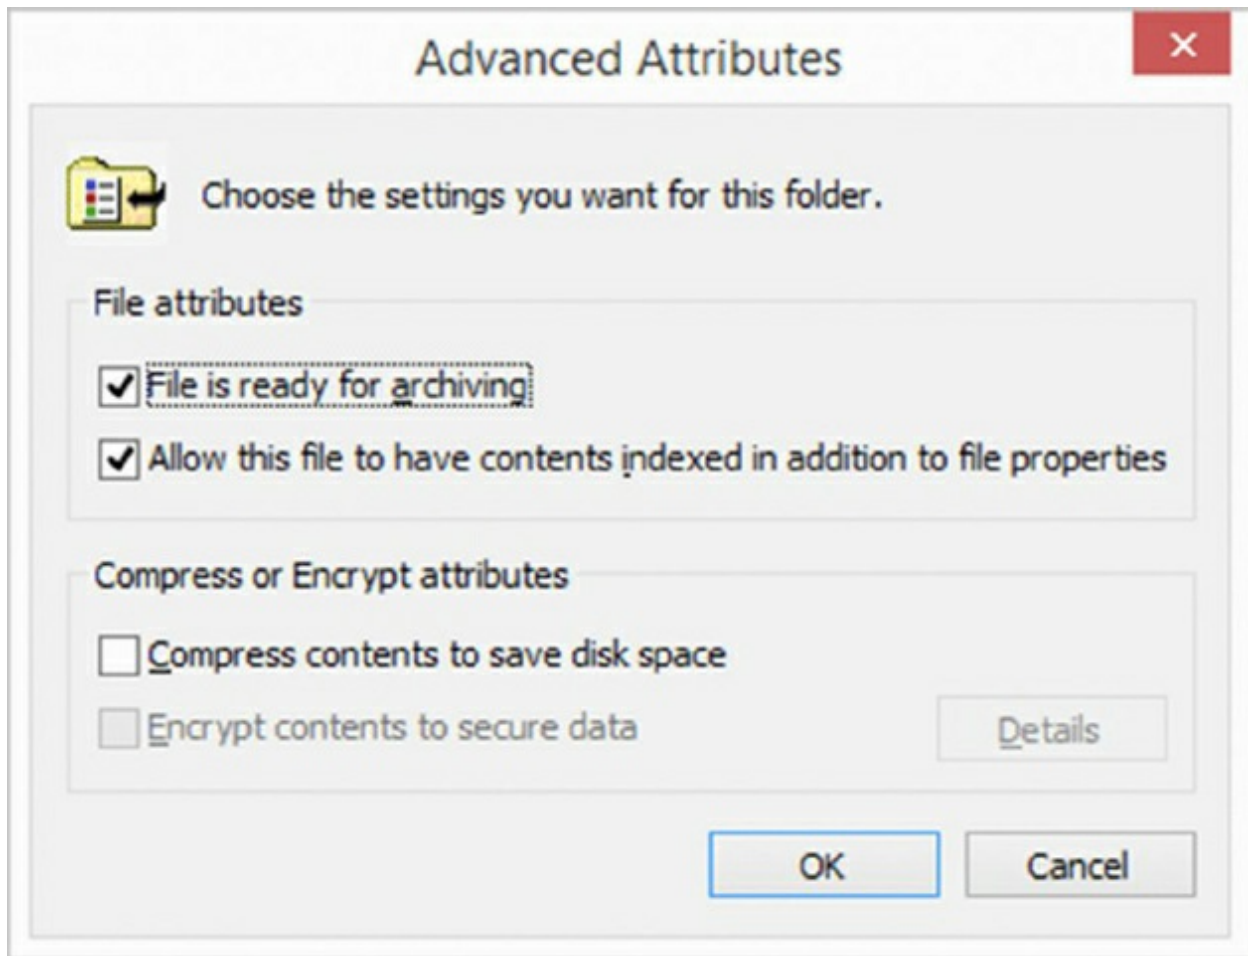 Advanced Attributes
Choose the settings you want for this folder.
File attributes
File is ready for archiving
Allow this file to have contents indexed in addition to file properties
Compress or Encrypt attributes
Compress contents to save disk space
Encrypt contents to secure data
Details
OK
Cancel